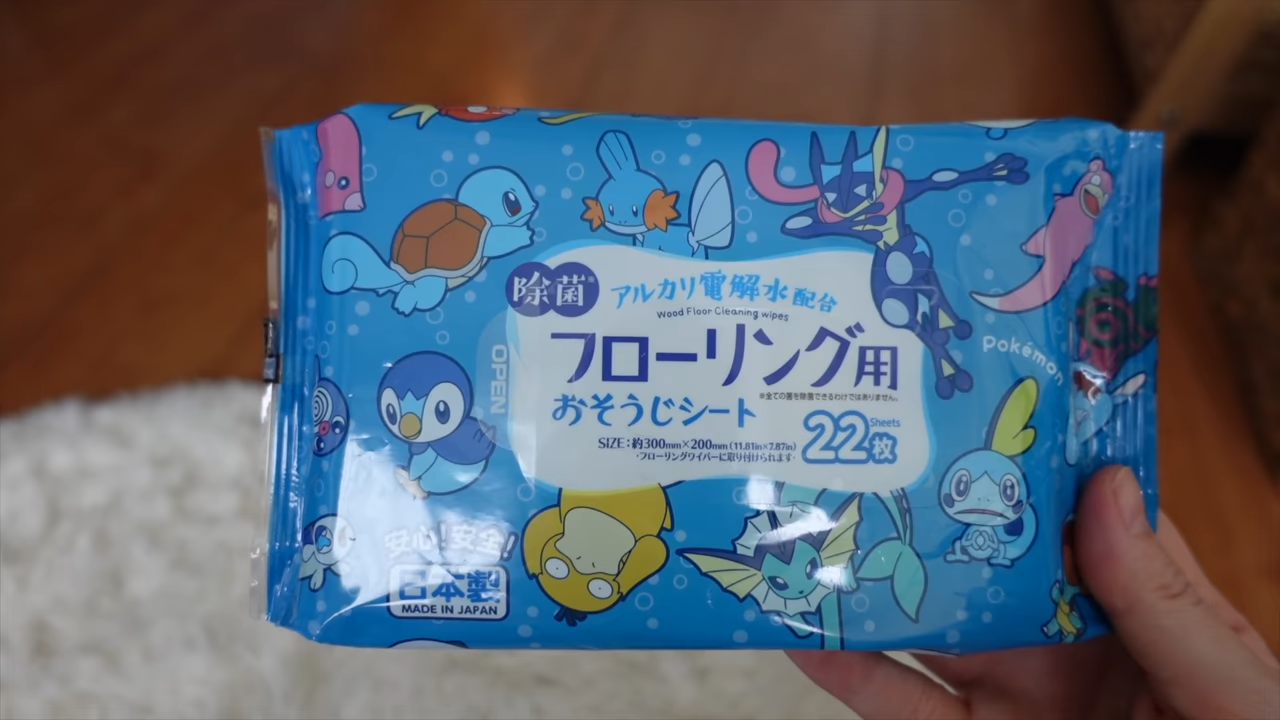 除菌※
アルカリ電解水配合
Wood Floor Cleaning wipes
フローリング用
※全ての菌を除菌できるわけではありません。
おそうじシート
22枚
Sheets
SIZE:約300mm×200mm(11.81in×7.87in)
・フローリングワイパーに取り付けられます・
OPEN
Pokémon
安心!安全!
日本製
MADE IN JAPAN